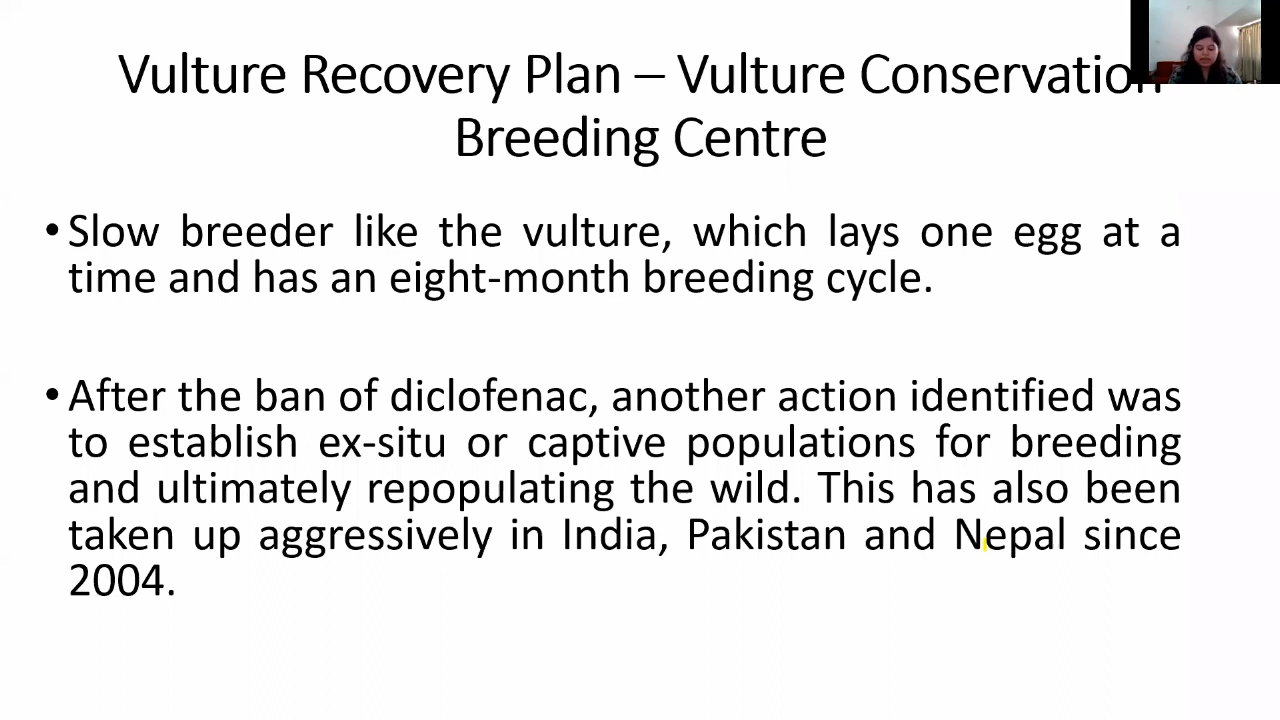 Vulture Recovery Plan – Vulture Conservation
Breeding Centre
• Slow breeder like the vulture, which lays one egg at a
time and has an eight-month breeding cycle.
• After the ban of diclofenac, another action identified was
to establish ex-situ or captive populations for breeding
and ultimately repopulating the wild. This has also been
taken up aggressively in India, Pakistan and Nepal since
2004.